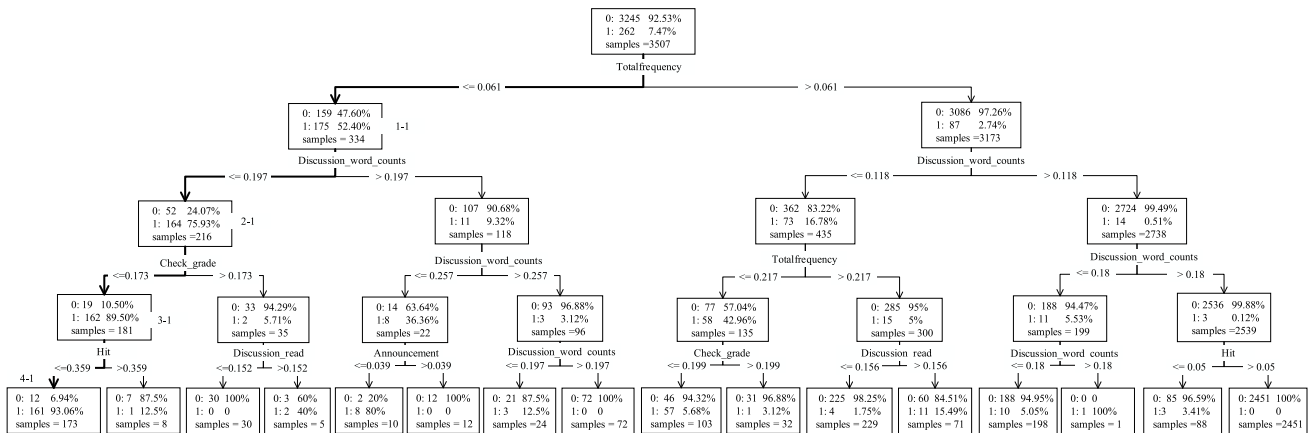 0: 3245 92.53%
1: 262 7.47%
samples =3507
Totalfrequency
<= 0.061
> 0.061
0: 159 47.60%
1: 175 52.40%
samples = 334
1-1
0: 3086 97.26%
1: 87 2.74%
samples =3173
Discussion_word_counts
Discussion_word_counts
<= 0.197
> 0.197
<= 0.118
> 0.118
0: 52 24.07%
1: 164 75.93%
samples =216
2-1
0: 107 90.68%
1: 11 9.32%
samples = 118
0: 362 83.22%
1: 73 16.78%
samples = 435
0: 2724 99.49%
1: 14 0.51%
samples=2738
Check_grade
Discussion_word_counts
Totalfrequency
Discussion_word_counts
<=0.173
> 0.173
<= 0.257
> 0.257
<= 0.217
> 0.217
<= 0.18
> 0.18
0: 19 10.50%
1: 162 89.50%
samples = 181
3-1
0: 33 94.29%
1: 2 5.71%
samples = 35
0: 14 63.64%
1:8 36.36%
samples =22
0: 93 96.88%
1:3 3.12%
samples =96
0: 77 57.04%
1: 58 42.96%
samples = 135
0: 285 95%
1: 15 5%
samples = 300
0: 188 94.47%
1: 11 5.53%
samples = 199
0: 2536 99.88%
1: 3 0.12%
samples =2539
Hit
Discussion_read
Announcement
Discussion_word_counts
Check_grade
Discussion_read
Discussion_word_counts
Hit
<=0.359
>0.359
<=0.152
>0.152
<=0.039
>0.039
<= 0.197
> 0.197
<= 0.199
> 0.199
<= 0.156
> 0.156
<= 0.18
> 0.18
<= 0.05
> 0.05
4-1
0: 12 6.94%
1: 161 93.06%
samples = 173
0: 7 87.5%
1: 1 12.5%
samples = 8
0: 30 100%
1: 0 0
samples = 30
0: 3 60%
1: 2 40%
samples = 5
0: 2 20%
1: 8 80%
samples =10
0: 12 100%
1: 0 0
samples = 12
0: 21 87.5%
1: 3 12.5%
samples = 24
0: 72 100%
1: 0 0
samples = 72
0: 46 94.32%
1: 57 5.68%
samples = 103
0: 31 96.88%
1: 1 3.12%
samples = 32
0: 225 98.25%
1: 4 1.75%
samples = 229
0: 60 84.51%
1: 11 15.49%
samples = 71
0: 188 94.95%
1: 10 5.05%
samples = 198
0: 0 0
1: 1 100%
samples = 1
0: 85 96.59%
1: 3 3.41%
samples =88
0: 2451 100%
1: 0 0
samples =2451